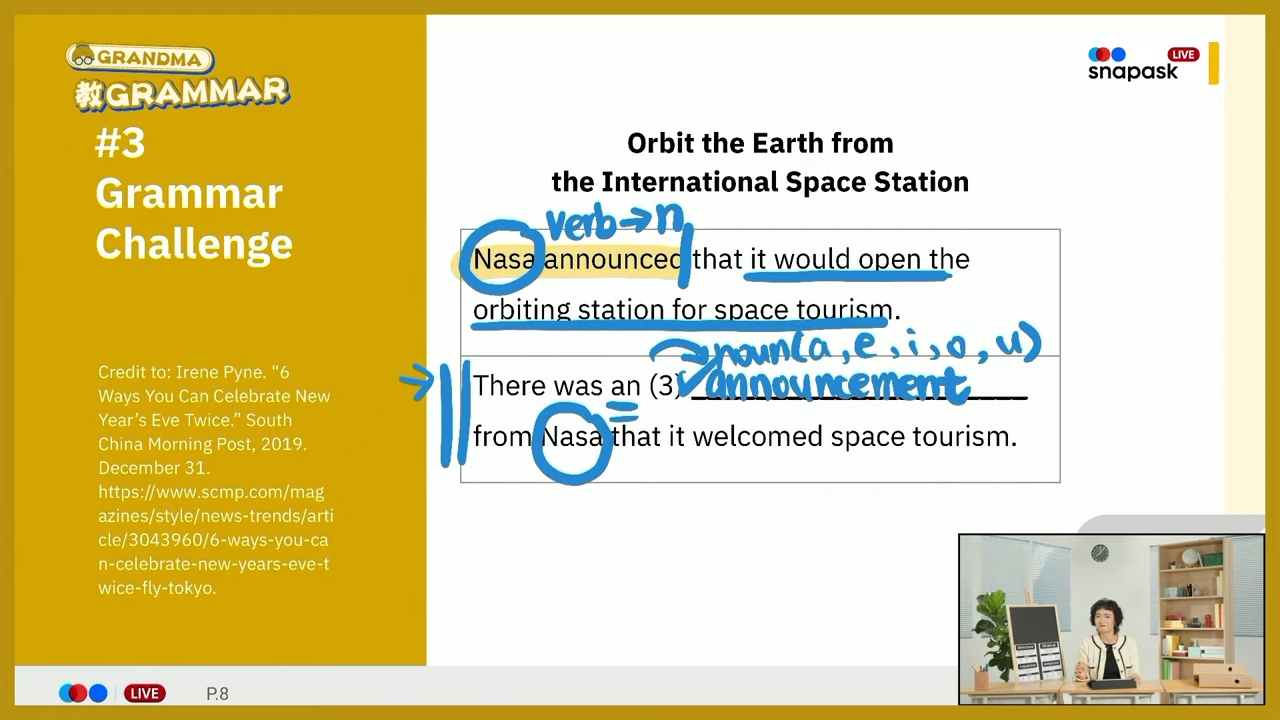 GRANDMA
教GRAMMAR
#3
Grammar
Challenge
Credit to: Irene Pyne. “6
Ways You Can Celebrate New
Year’s Eve Twice.” South
China Morning Post, 2019.
December 31.
https://www.scmp.com/mag
azines/style/news-trends/arti
cle/3043960/6-ways-you-ca
n-celebrate-new-years-eve-t
wice-fly-tokyo.
LIVE
snapask
Orbit the Earth from
the International Space Station
verb → n
Nasa announced that it would open the
orbiting station for space tourism.
noun (a, e, i, o, u)
There was an (3) announcement
from Nasa that it welcomed space tourism.
LIVE
P.8